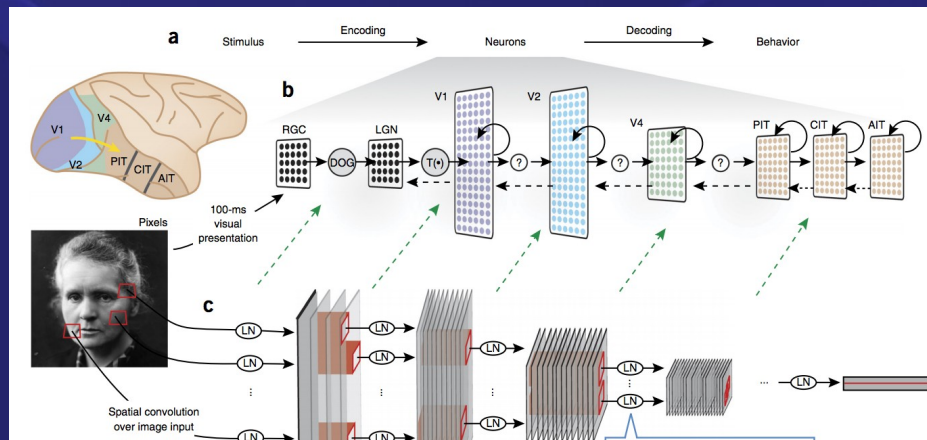 a
Stimulus
Encoding
Neurons
Decoding
Behavior
b
V1
V2
V4
PIT
CIT
AIT
RGC
LGN
DOG
T(•)
?
?
?
V1
V2
V4
PIT
CIT
AIT
100-ms
visual
presentation
Pixels
c
LN
LN
LN
LN
LN
LN
LN
LN
...
...
...
...
...
Spatial convolution
over image input